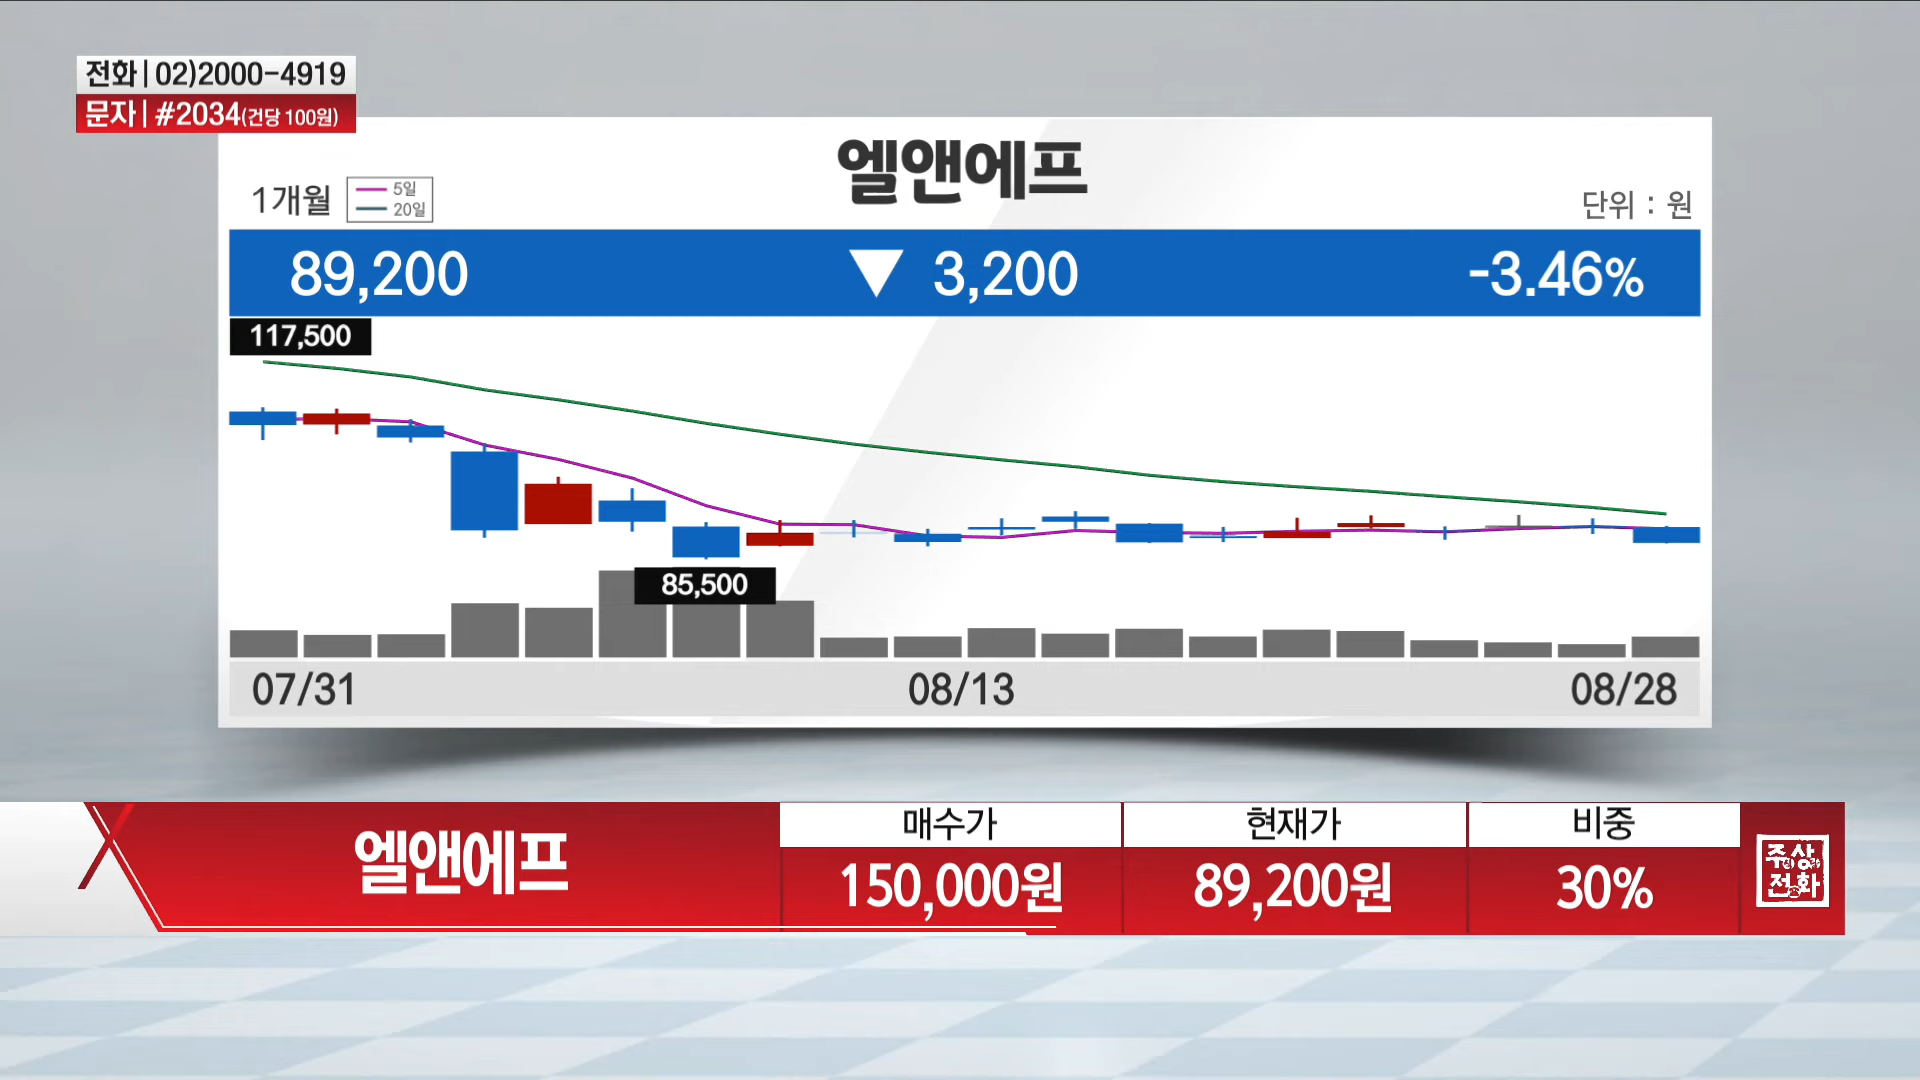 전화 | 02)2000-4919
문자 | #2034(건당 100원)
엘앤에프
1개월
5일
20일
단위 : 원
89,200 ▼ 3,200 -3.46%
117,500
85,500
07/31 08/13 08/28
엘앤에프
매수가 현재가 비중
150,000원 89,200원 30%
주상
전화